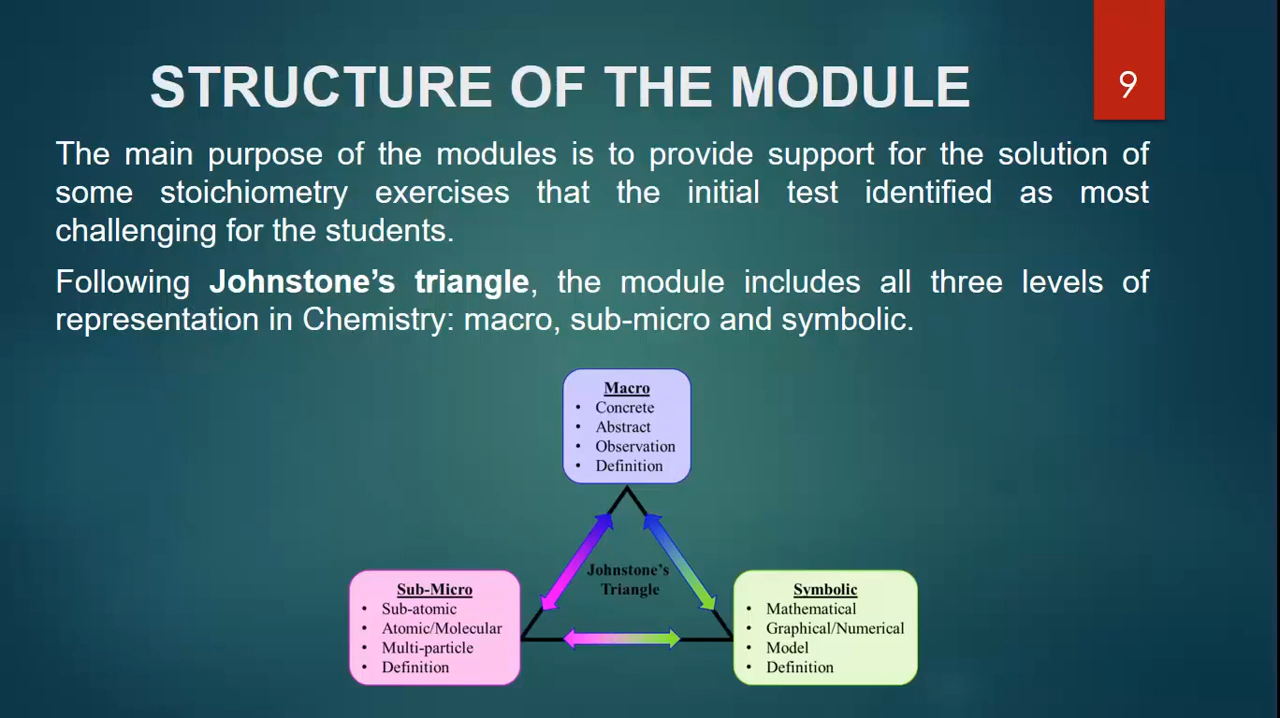 STRUCTURE OF THE MODULE
9
The main purpose of the modules is to provide support for the solution of
some stoichiometry exercises that the initial test identified as most
challenging for the students.
Following Johnstone’s triangle, the module includes all three levels of
representation in Chemistry: macro, sub-micro and symbolic.
Macro
• Concrete
• Abstract
• Observation
• Definition
Johnstone’s
Triangle
Sub-Micro
• Sub-atomic
• Atomic/Molecular
• Multi-particle
• Definition
Symbolic
• Mathematical
• Graphical/Numerical
• Model
• Definition